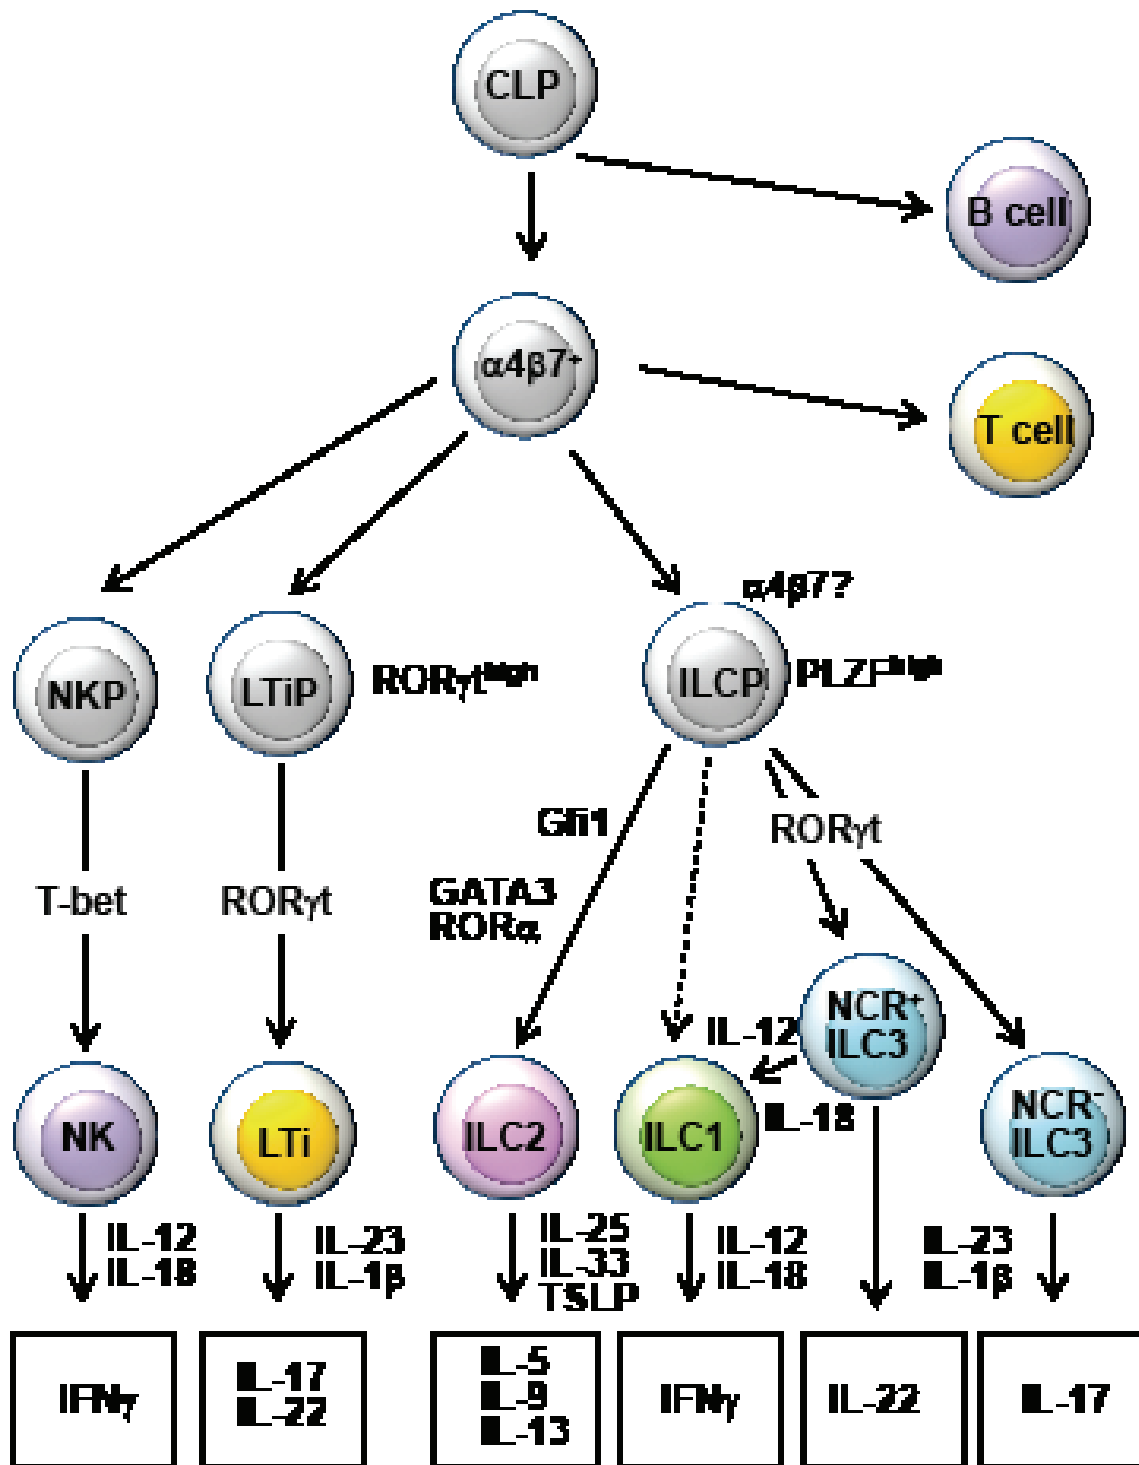 CLP
B cell
α4β7+
T cell
α4β7?
NKP
LTiP
RORγt^high
ILCP
PLZF^high
Gfi1
RORγt
T-bet
RORγt
GATA3
RORα
NCR+
ILC3
IL-12
IL-18
NK
LTi
ILC2
ILC1
NCR-
ILC3
IL-12
IL-18
IL-23
IL-1β
IL-25
IL-33
TSLP
IL-12
IL-18
IL-23
IL-1β
IFNγ
IL-17
IL-22
IL-5
IL-9
IL-13
IFNγ
IL-22
IL-17